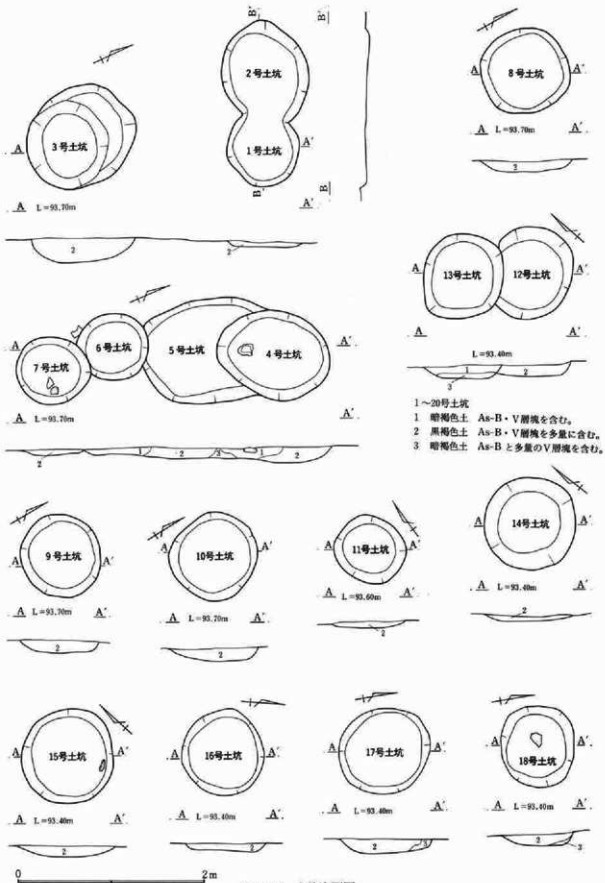 3号土坑
A
L=93.70m
2
2
B′
B′
2号土坑
1号土坑
A′
B′
B
A′
8号土坑
A A′
A L=93.70m A′
2
13号土坑 12号土坑
A′
A A′
L=93.40m
1
2
3
1～20号土坑
1 暗褐色土 As-B・V層塊を含む。
2 黒褐色土 As-B・V層塊を多量に含む。
3 暗褐色土 As-Bと多量のV層塊を含む。
7号土坑
6号土坑
5号土坑
4号土坑
A A′
A L=93.70m A′
2 1 2 3 1 2
9号土坑
A A′
A L=93.70m A′
2
10号土坑
A A′
A L=93.70m A′
2
11号土坑
A A′
A L=93.60m A′
2
14号土坑
A A′
A L=93.40m A′
2
15号土坑
A A′
A L=93.40m A′
2
16号土坑
A A′
A L=93.40m A′
2
17号土坑
A A′
A L=93.40m A′
2 3
18号土坑
A A′
A L=93.40m A′
2
3
0 2m